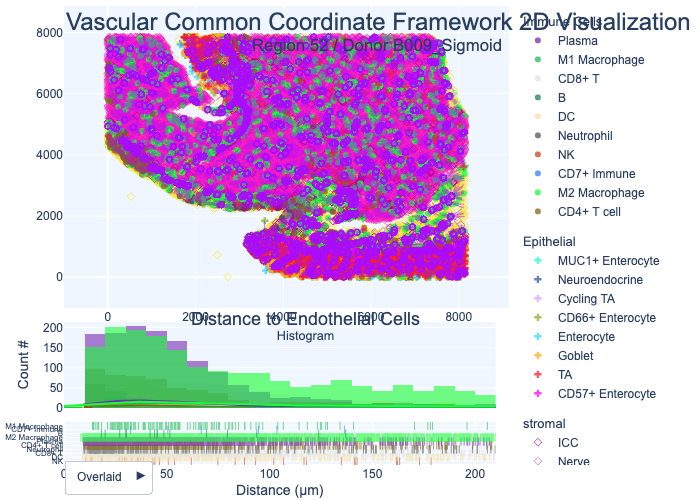 Vascular Common Coordinate Framework 2D Visualization
Region 52 / Donor B009_Sigmoid
8000
6000
4000
2000
0
0
2000
4000
6000
8000
Immune Cells
Plasma
M1 Macrophage
CD8+ T
B
DC
Neutrophil
NK
CD7+ Immune
M2 Macrophage
CD4+ T cell
Epithelial
MUC1+ Enterocyte
Neuroendocrine
Cycling TA
CD66+ Enterocyte
Enterocyte
Goblet
TA
CD57+ Enterocyte
stromal
ICC
Nerve
Distance to Endothelial Cells
Histogram
Count #
200
150
100
50
0
M1 Macrophage
M2 Macrophage
NK
50
100
150
200
Distance (μm)
Overlaid ▶